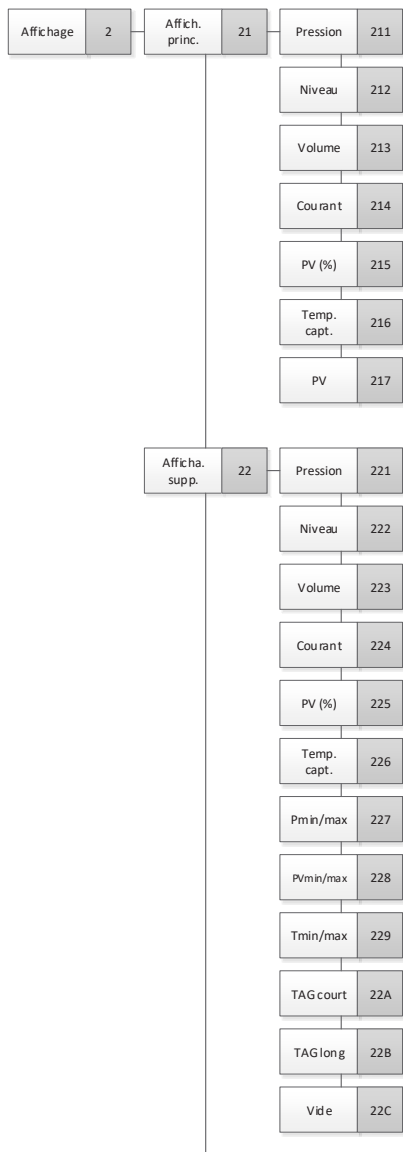 Affichage 2 Affich. princ. 21 Pression 211
Niveau 212
Volume 213
Courant 214
PV (%) 215
Temp. capt. 216
PV 217
Afficha. supp. 22 Pression 221
Niveau 222
Volume 223
Courant 224
PV (%) 225
Temp. capt. 226
Pmin/max 227
PVmin/max 228
Tmin/max 229
TAG court 22A
TAG long 22B
Vide 22C